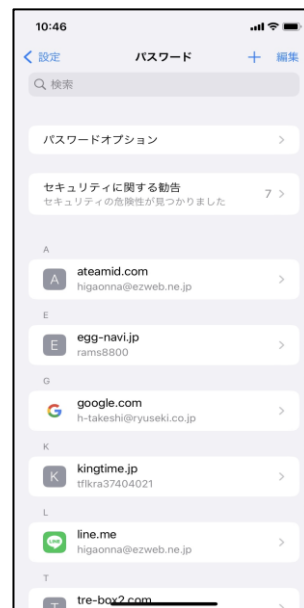 10:46
設定
パスワード
編集
検索
パスワードオプション
セキュリティに関する勧告
セキュリティの危険性が見つかりました
7
A
A
ateamid.com
higaonna@ezweb.ne.jp
E
E
egg-navi.jp
rams8800
G
G
google.com
h-takeshi@ryuseki.co.jp
K
K
kingtime.jp
tflkra37404021
L
LINE
line.me
higaonna@ezweb.ne.jp
T
T
tre-box2.com